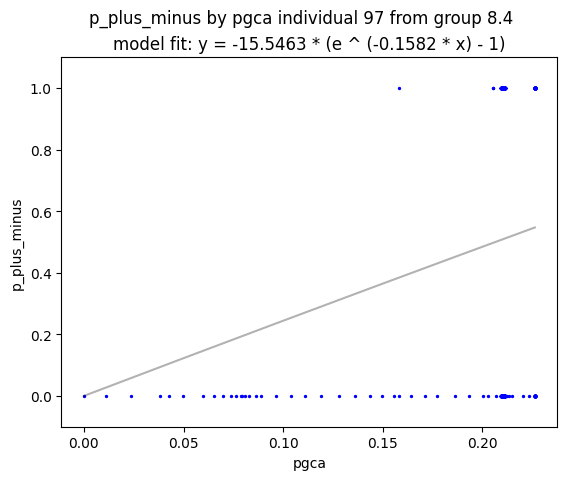 p_plus_minus by pgca individual 97 from group 8.4
model fit: y = -15.5463 * (e ^ (-0.1582 * x) - 1)
1.0
0.8
0.6
0.4
0.2
0.0
p_plus_minus
0.00 0.05 0.10 0.15 0.20
pgca